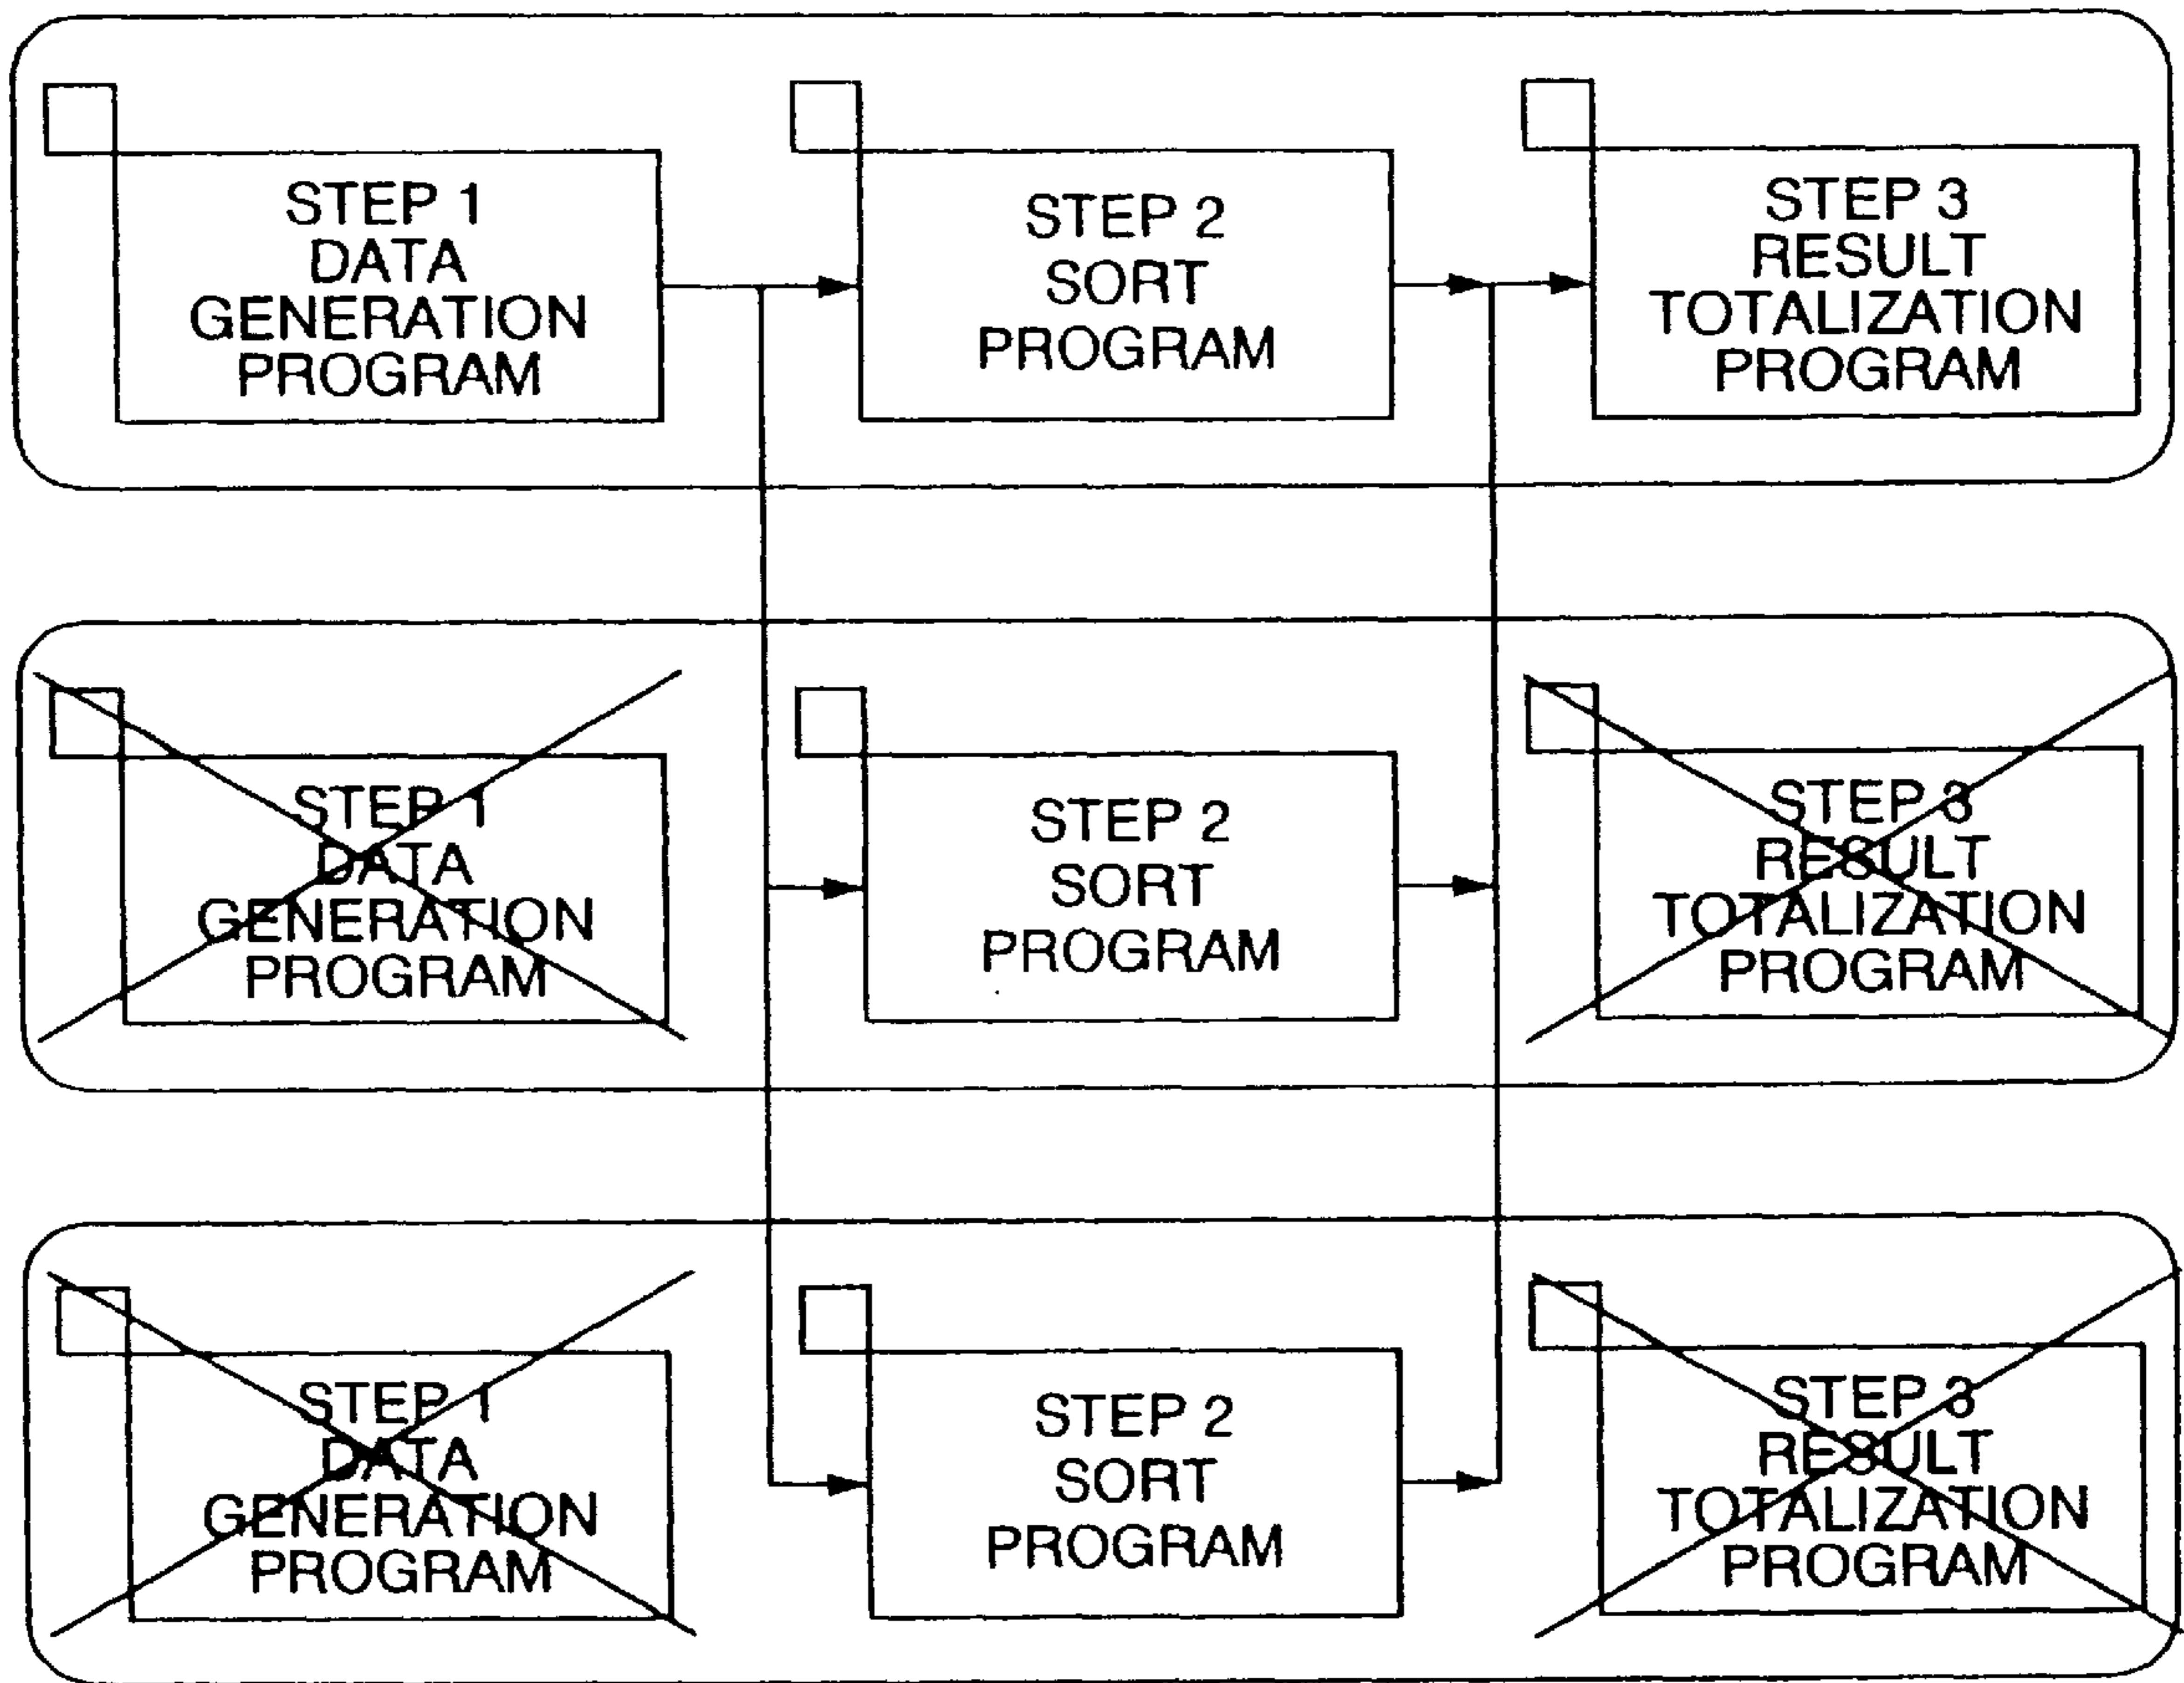 STEP 1
DATA
GENERATION
PROGRAM
STEP 2
SORT
PROGRAM
STEP 3
RESULT
TOTALIZATION
PROGRAM
STEP 1
DATA
GENERATION
PROGRAM
STEP 2
SORT
PROGRAM
STEP 3
RESULT
TOTALIZATION
PROGRAM
STEP 1
DATA
GENERATION
PROGRAM
STEP 2
SORT
PROGRAM
STEP 3
RESULT
TOTALIZATION
PROGRAM